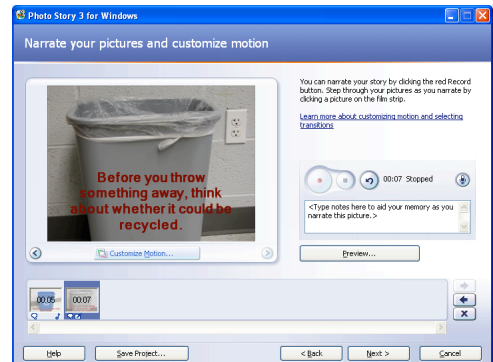 Photo Story 3 for Windows
Narrate your pictures and customize motion
You can narrate your story by clicking the red Record
button. Step through your pictures as you narrate by
clicking a picture on the film strip.
Learn more about customizing motion and selecting
transitions
Before you throw
something away, think
about whether it could be
recycled.
Customize Motion...
00:07 Stopped
<Type notes here to aid your memory as you
narrate this picture.>
Preview...
00:05
00:07
Help
Save Project...
< Back
Next >
Cancel